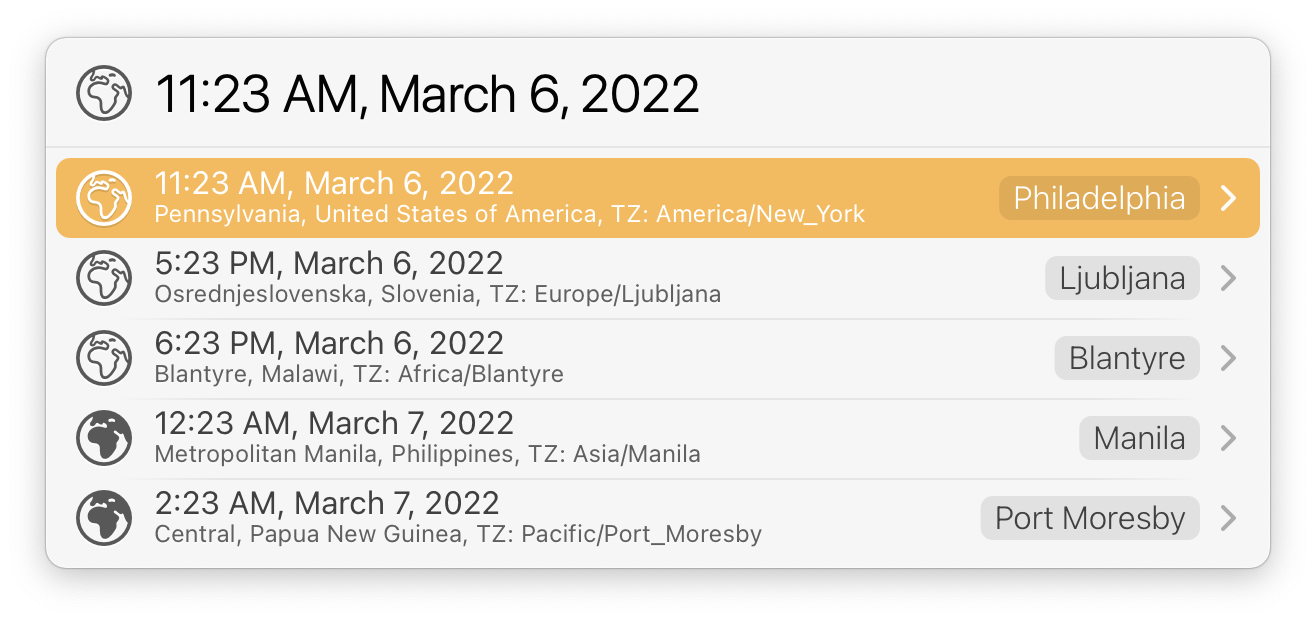 11:23 AM, March 6, 2022
11:23 AM, March 6, 2022
Pennsylvania, United States of America, TZ: America/New_York
Philadelphia
5:23 PM, March 6, 2022
Osrednjeslovenska, Slovenia, TZ: Europe/Ljubljana
Ljubljana
6:23 PM, March 6, 2022
Blantyre, Malawi, TZ: Africa/Blantyre
Blantyre
12:23 AM, March 7, 2022
Metropolitan Manila, Philippines, TZ: Asia/Manila
Manila
2:23 AM, March 7, 2022
Central, Papua New Guinea, TZ: Pacific/Port_Moresby
Port Moresby